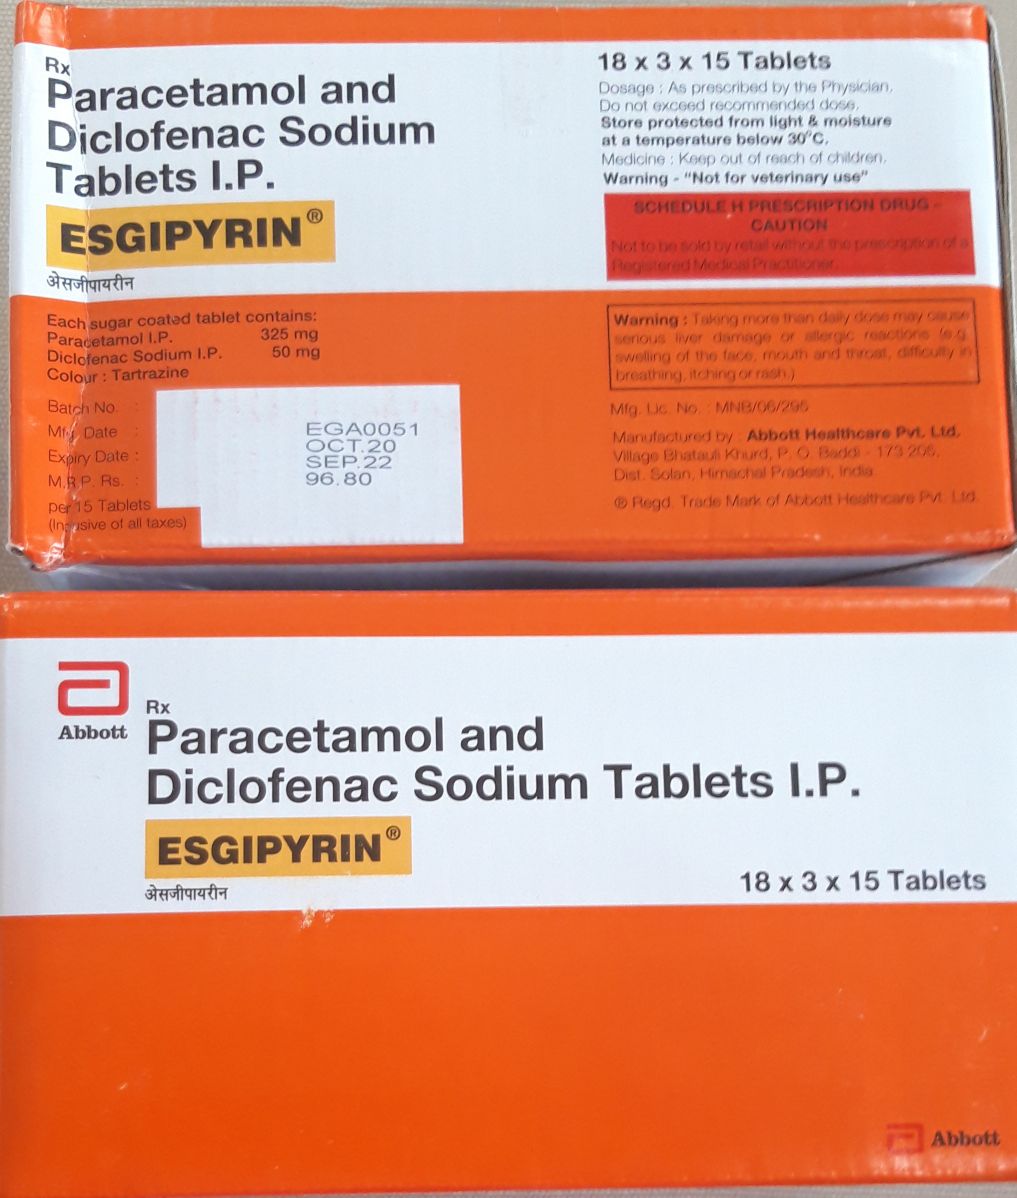 Rx
Paracetamol and
Diclofenac Sodium
Tablets I.P.
ESGIPYRIN®
अेसजीपायरीन
Each sugar coated tablet contains:
Paracetamol I.P. 325 mg
Diclofenac Sodium I.P. 50 mg
Colour : Tartrazine
Batch No. : EGA0051
Mfg. Date : OCT.20
Expiry Date : SEP.22
M.R.P. Rs. : 96.80
per 15 Tablets
(Inclusive of all taxes)
18 x 3 x 15 Tablets
Dosage : As prescribed by the Physician.
Do not exceed recommended dose.
Store protected from light & moisture
at a temperature below 30°C.
Medicine : Keep out of reach of children.
Warning - "Not for veterinary use"
SCHEDULE H PRESCRIPTION DRUG -
CAUTION
Not to be sold by retail without the prescription of a
Registered Medical Practitioner.
Warning : Taking more than daily dose may cause
serious liver damage or allergic reactions (e.g.
swelling of the face, mouth and throat, difficulty in
breathing, itching or rash.)
Mfg. Lic. No. : MNB/06/295
Manufactured by : Abbott Healthcare Pvt. Ltd.
Village Bhatauli Khurd, P. O. Baddi - 173 205,
Dist. Solan, Himachal Pradesh, India.
® Regd. Trade Mark of Abbott Healthcare Pvt. Ltd.
Abbott
Rx
Paracetamol and
Diclofenac Sodium Tablets I.P.
ESGIPYRIN®
अेसजीपायरीन
18 x 3 x 15 Tablets
Abbott